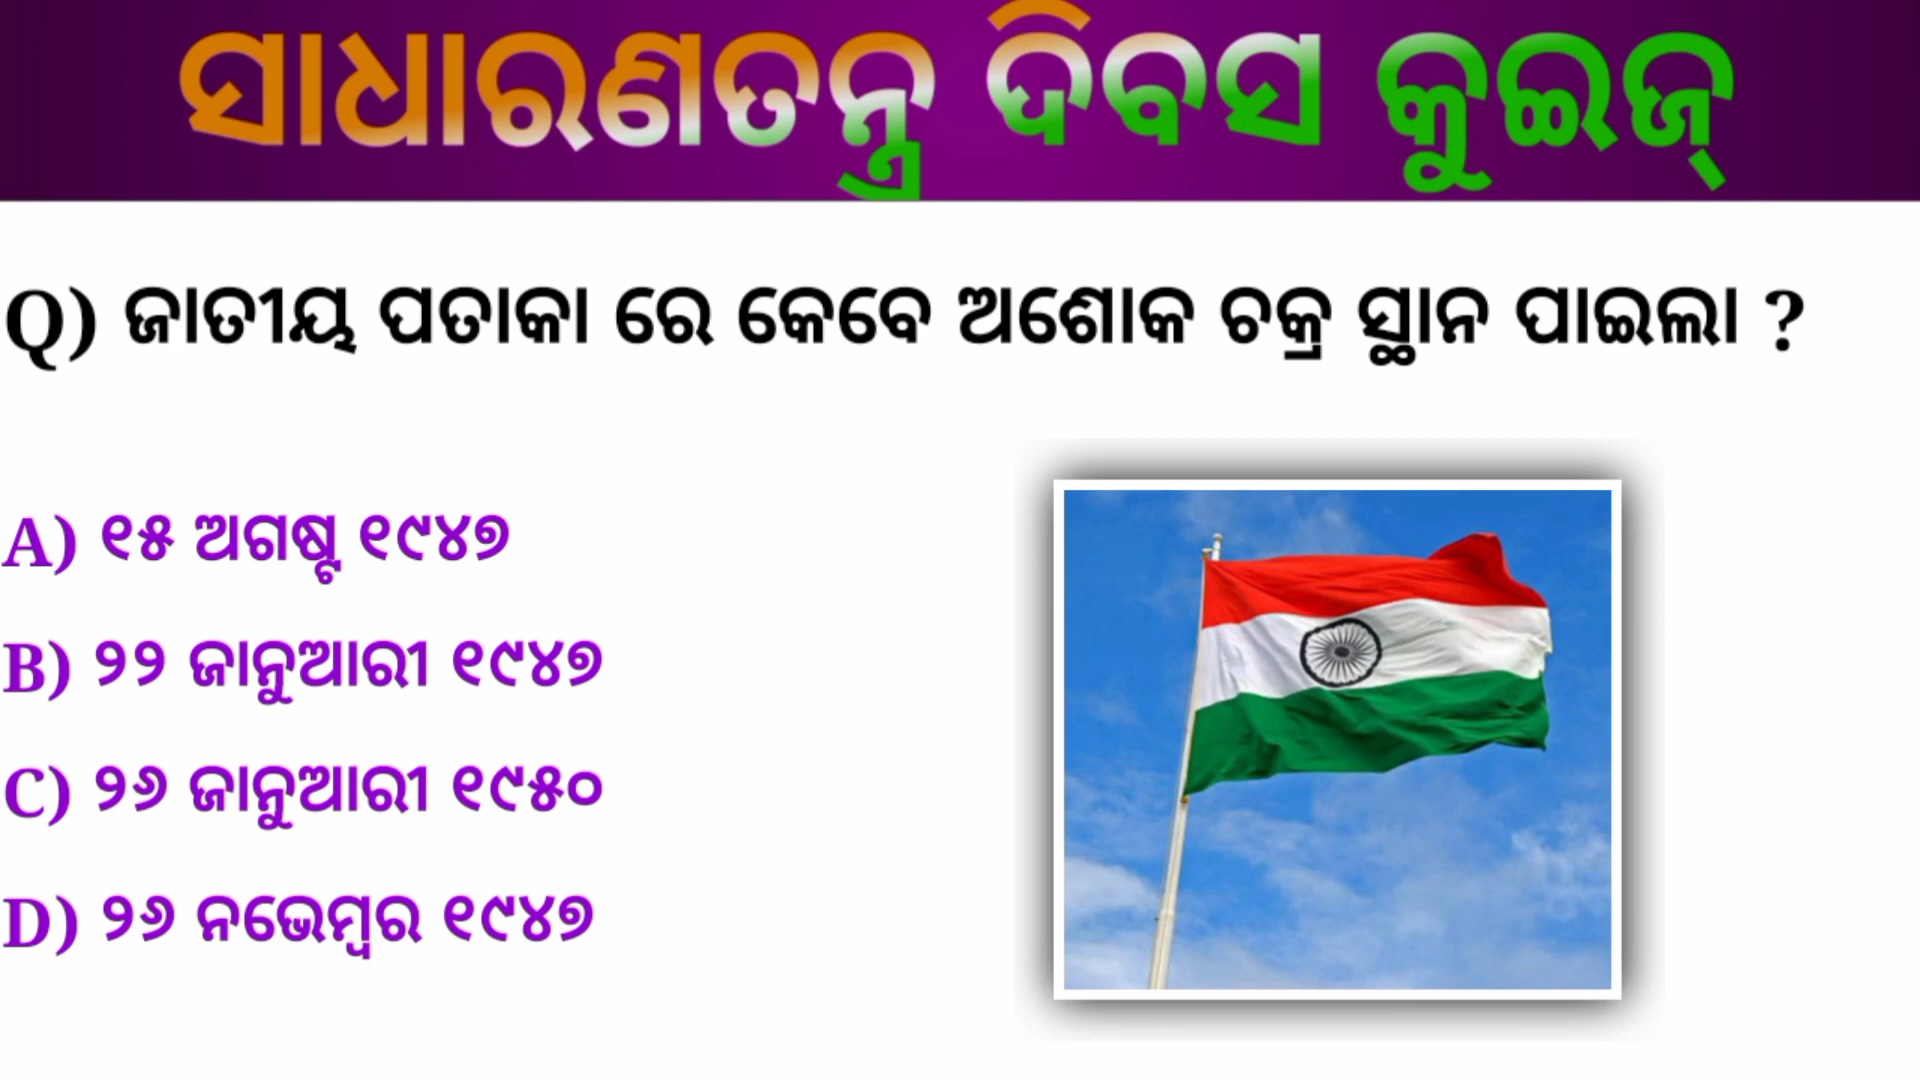 ସାଧାରଣତନ୍ତ୍ର ଦିବସ କୁଇଜ୍
Q) ଜାତୀୟ ପତାକା ରେ କେବେ ଅଶୋକ ଚକ୍ର ସ୍ଥାନ ପାଇଲା ?
A) ୧୫ ଅଗଷ୍ଟ ୧୯୪୭
B) ୨୨ ଜାନୁଆରୀ ୧୯୪୭
C) ୨୬ ଜାନୁଆରୀ ୧୯୫୦
D) ୨୬ ନଭେମ୍ବର ୧୯୪୭